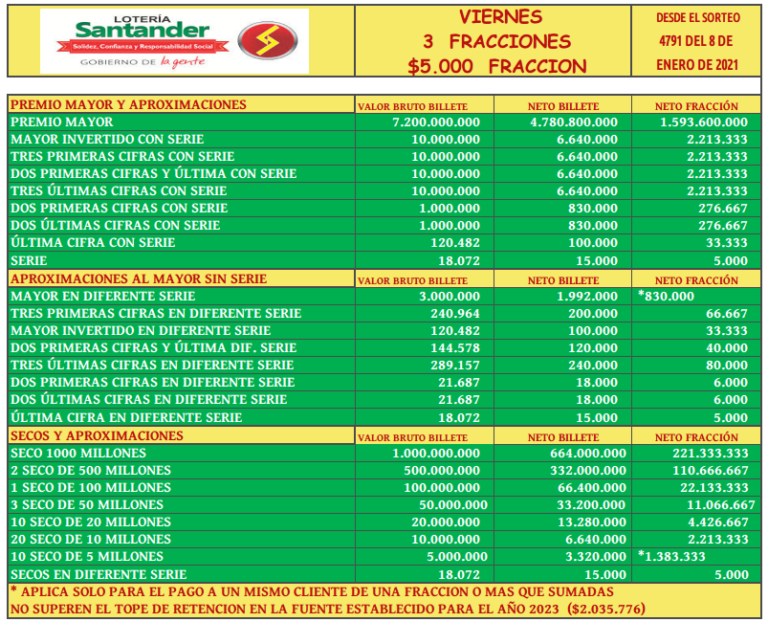 LOTERÍA
Santander
Solidez, Confianza y Responsabilidad Social
GOBIERNO DE la gente
VIERNES
3 FRACCIONES
$5.000 FRACCION
DESDE EL SORTEO
4791 DEL 8 DE
ENERO DE 2021
PREMIO MAYOR Y APROXIMACIONES VALOR BRUTO BILLETE NETO BILLETE NETO FRACCIÓN
PREMIO MAYOR 7.200.000.000 4.780.800.000 1.593.600.000
MAYOR INVERTIDO CON SERIE 10.000.000 6.640.000 2.213.333
TRES PRIMERAS CIFRAS CON SERIE 10.000.000 6.640.000 2.213.333
DOS PRIMERAS CIFRAS Y ÚLTIMA CON SERIE 10.000.000 6.640.000 2.213.333
TRES ÚLTIMAS CIFRAS CON SERIE 10.000.000 6.640.000 2.213.333
DOS PRIMERAS CIFRAS CON SERIE 1.000.000 830.000 276.667
DOS ÚLTIMAS CIFRAS CON SERIE 1.000.000 830.000 276.667
ÚLTIMA CIFRA CON SERIE 120.482 100.000 33.333
SERIE 18.072 15.000 5.000
APROXIMACIONES AL MAYOR SIN SERIE VALOR BRUTO BILLETE NETO BILLETE NETO FRACCIÓN
MAYOR EN DIFERENTE SERIE 3.000.000 1.992.000 *830.000
TRES PRIMERAS CIFRAS EN DIFERENTE SERIE 240.964 200.000 66.667
MAYOR INVERTIDO EN DIFERENTE SERIE 120.482 100.000 33.333
DOS PRIMERAS CIFRAS Y ÚLTIMA DIF. SERIE 144.578 120.000 40.000
TRES ÚLTIMAS CIFRAS EN DIFERENTE SERIE 289.157 240.000 80.000
DOS PRIMERAS CIFRAS EN DIFERENTE SERIE 21.687 18.000 6.000
DOS ÚLTIMAS CIFRAS EN DIFERENTE SERIE 21.687 18.000 6.000
ÚLTIMA CIFRA EN DIFERENTE SERIE 18.072 15.000 5.000
SECOS Y APROXIMACIONES VALOR BRUTO BILLETE NETO BILLETE NETO FRACCIÓN
SECO 1000 MILLONES 1.000.000.000 664.000.000 221.333.333
2 SECO DE 500 MILLONES 500.000.000 332.000.000 110.666.667
1 SECO DE 100 MILLONES 100.000.000 66.400.000 22.133.333
3 SECO DE 50 MILLONES 50.000.000 33.200.000 11.066.667
10 SECO DE 20 MILLONES 20.000.000 13.280.000 4.426.667
20 SECO DE 10 MILLONES 10.000.000 6.640.000 2.213.333
10 SECO DE 5 MILLONES 5.000.000 3.320.000 *1.383.333
SECOS EN DIFERENTE SERIE 18.072 15.000 5.000
* APLICA SOLO PARA EL PAGO A UN MISMO CLIENTE DE UNA FRACCION O MAS QUE SUMADAS
NO SUPEREN EL TOPE DE RETENCION EN LA FUENTE ESTABLECIDO PARA EL AÑO 2023 ($2.035.776)